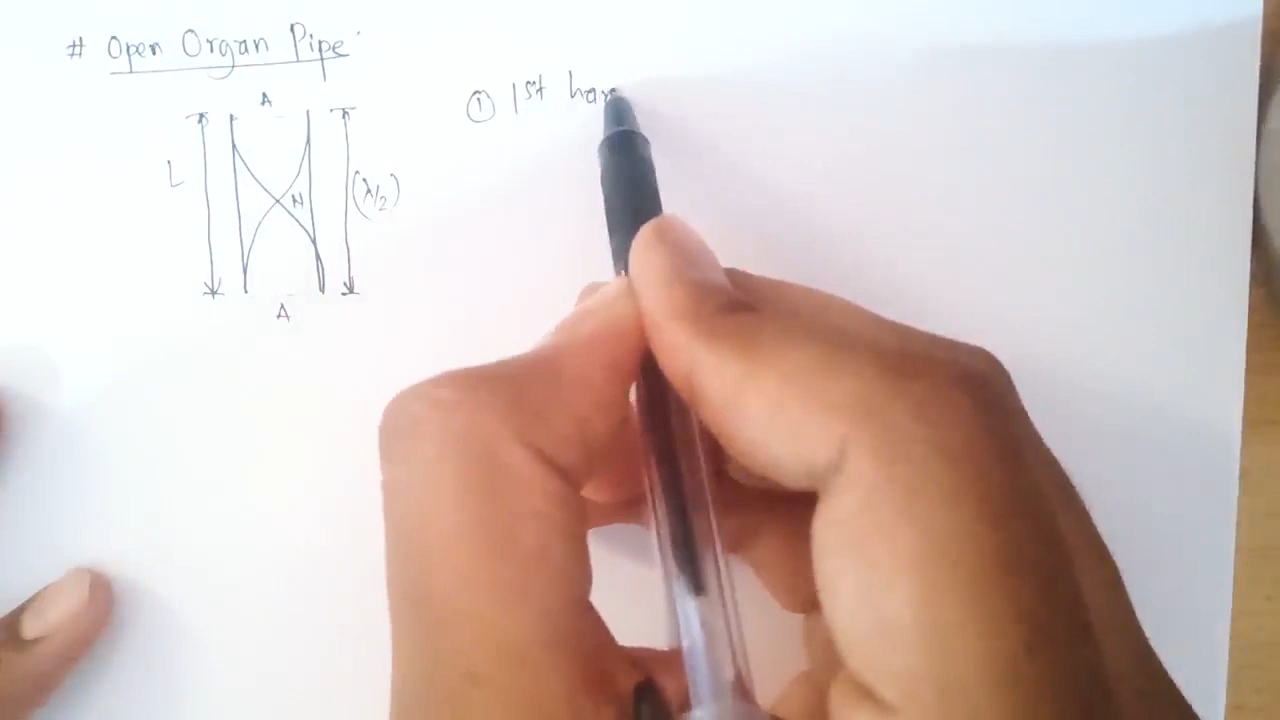 # Open Organ Pipe
A
① 1st har
L
N
(λ/2)
A